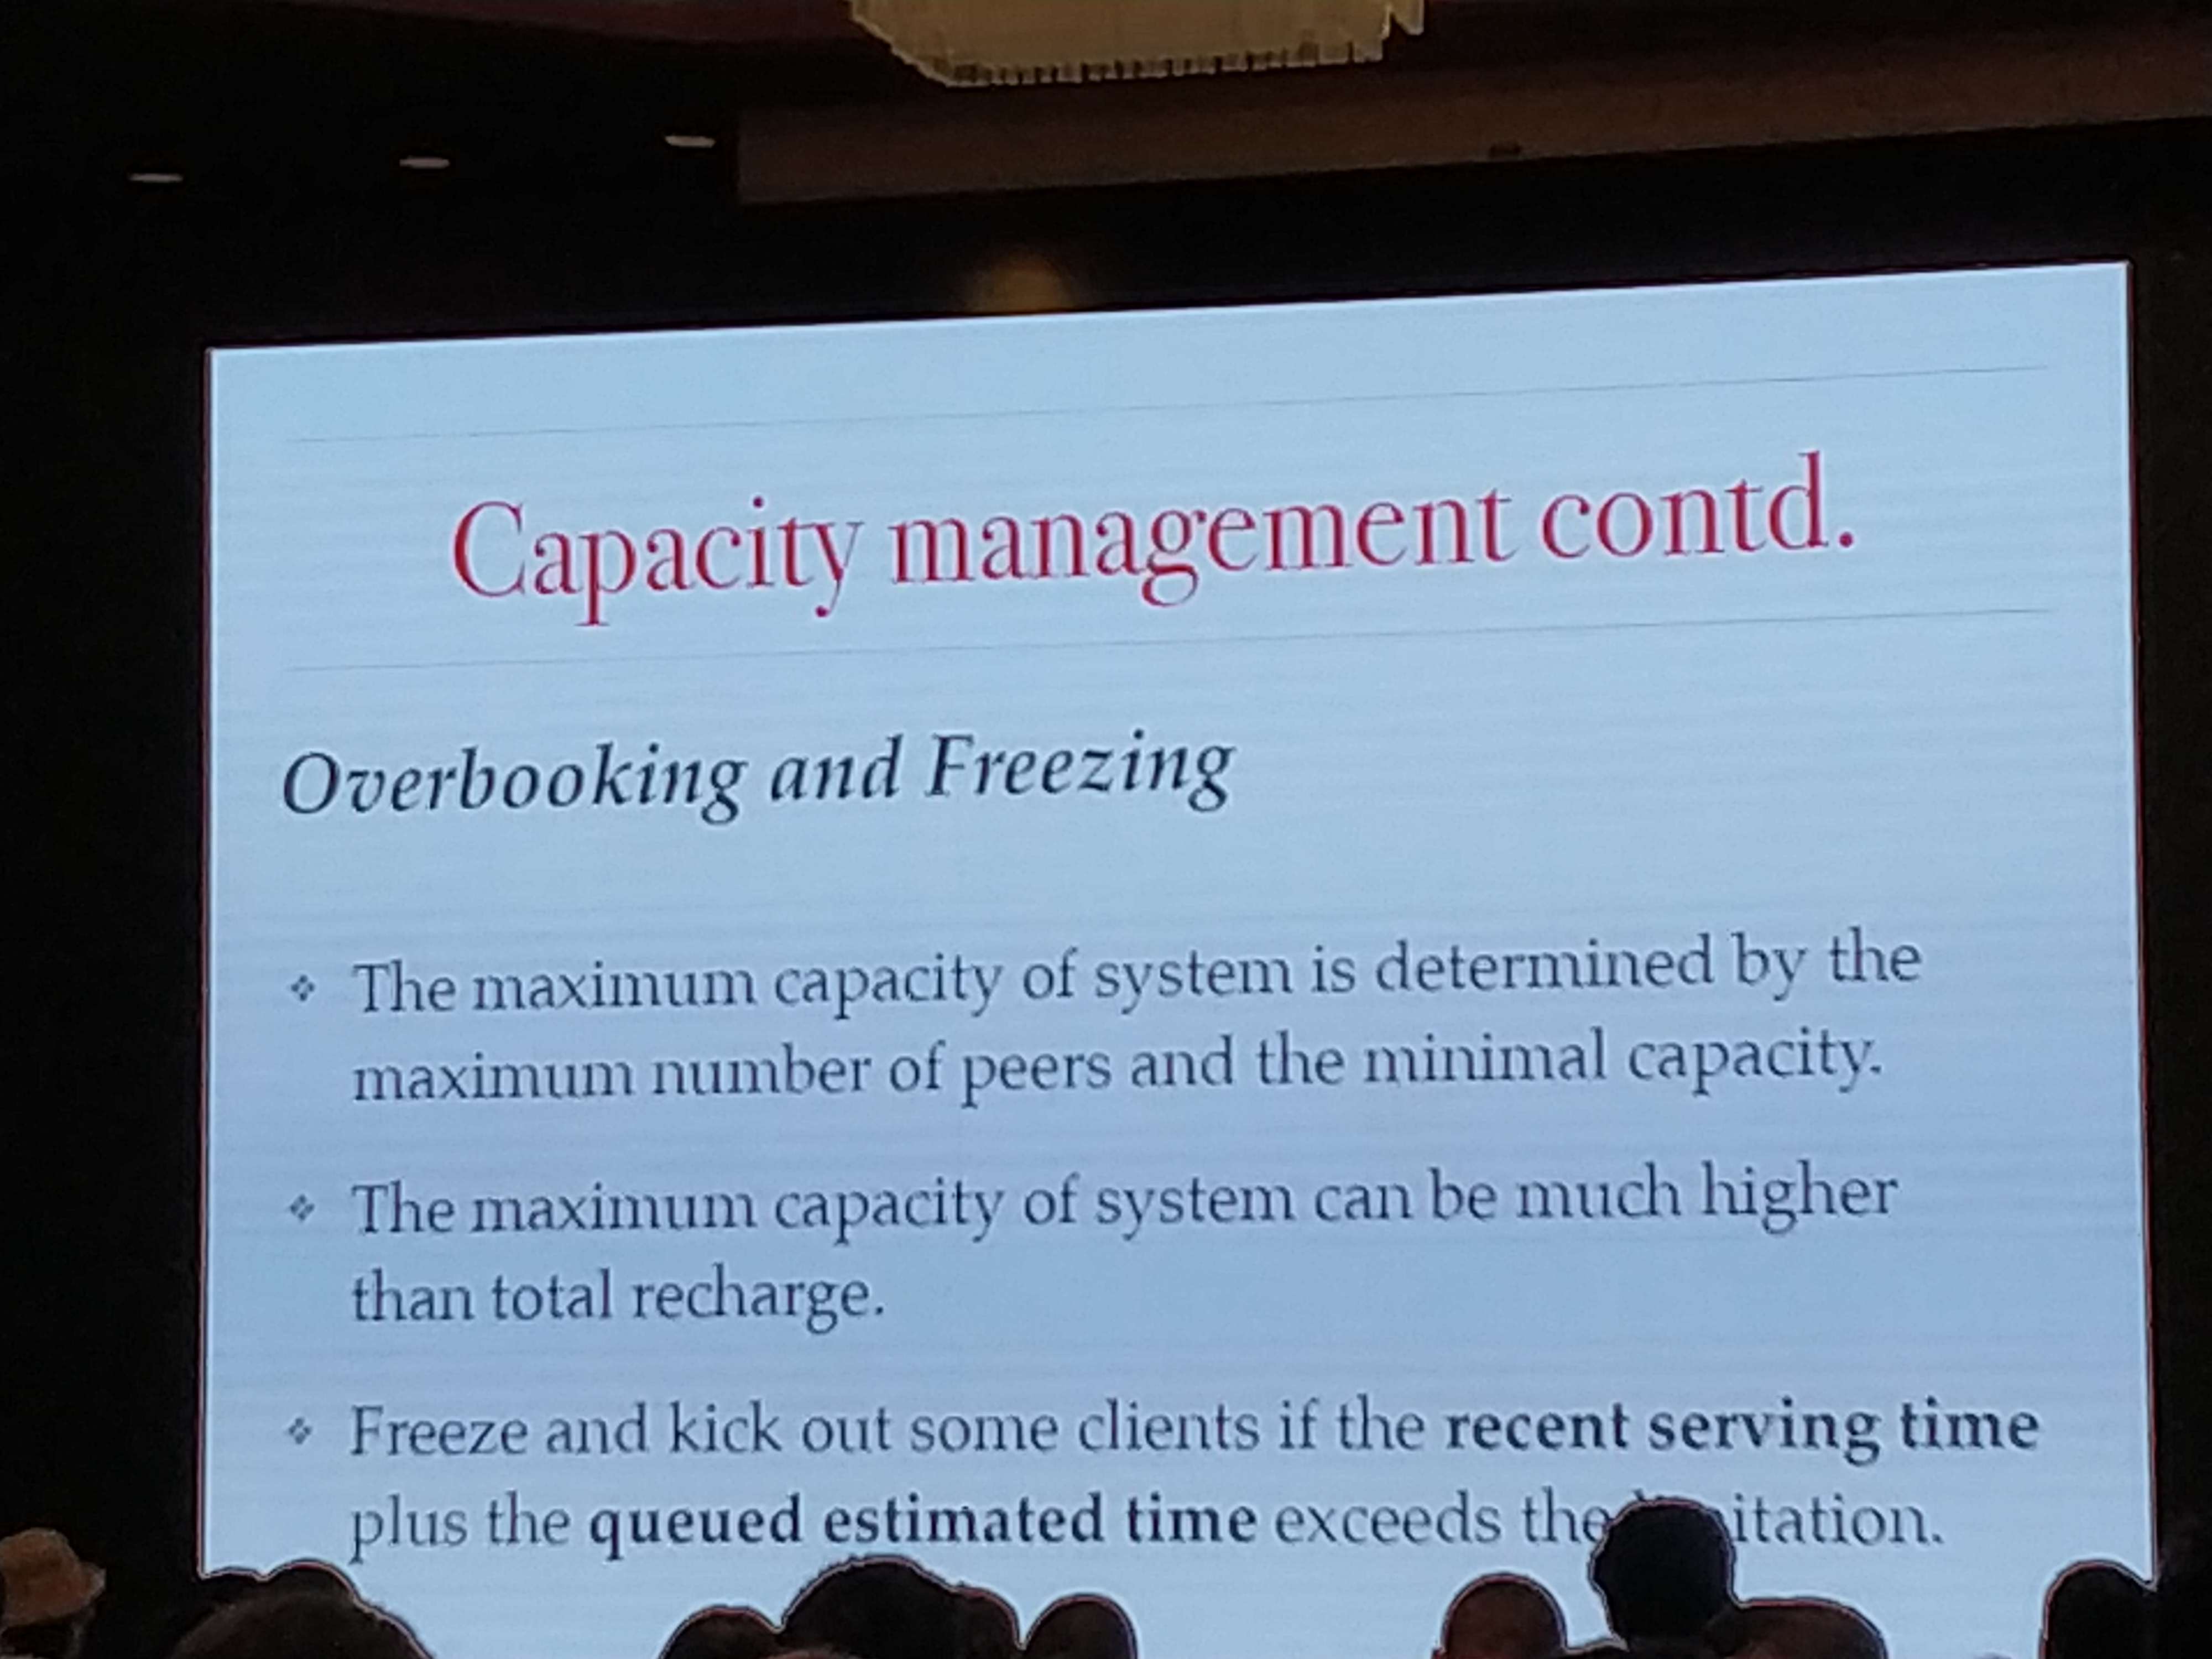 Capacity management contd.
Overbooking and Freezing
❖ The maximum capacity of system is determined by the
maximum number of peers and the minimal capacity.
❖ The maximum capacity of system can be much higher
than total recharge.
❖ Freeze and kick out some clients if the recent serving time
plus the queued estimated time exceeds the